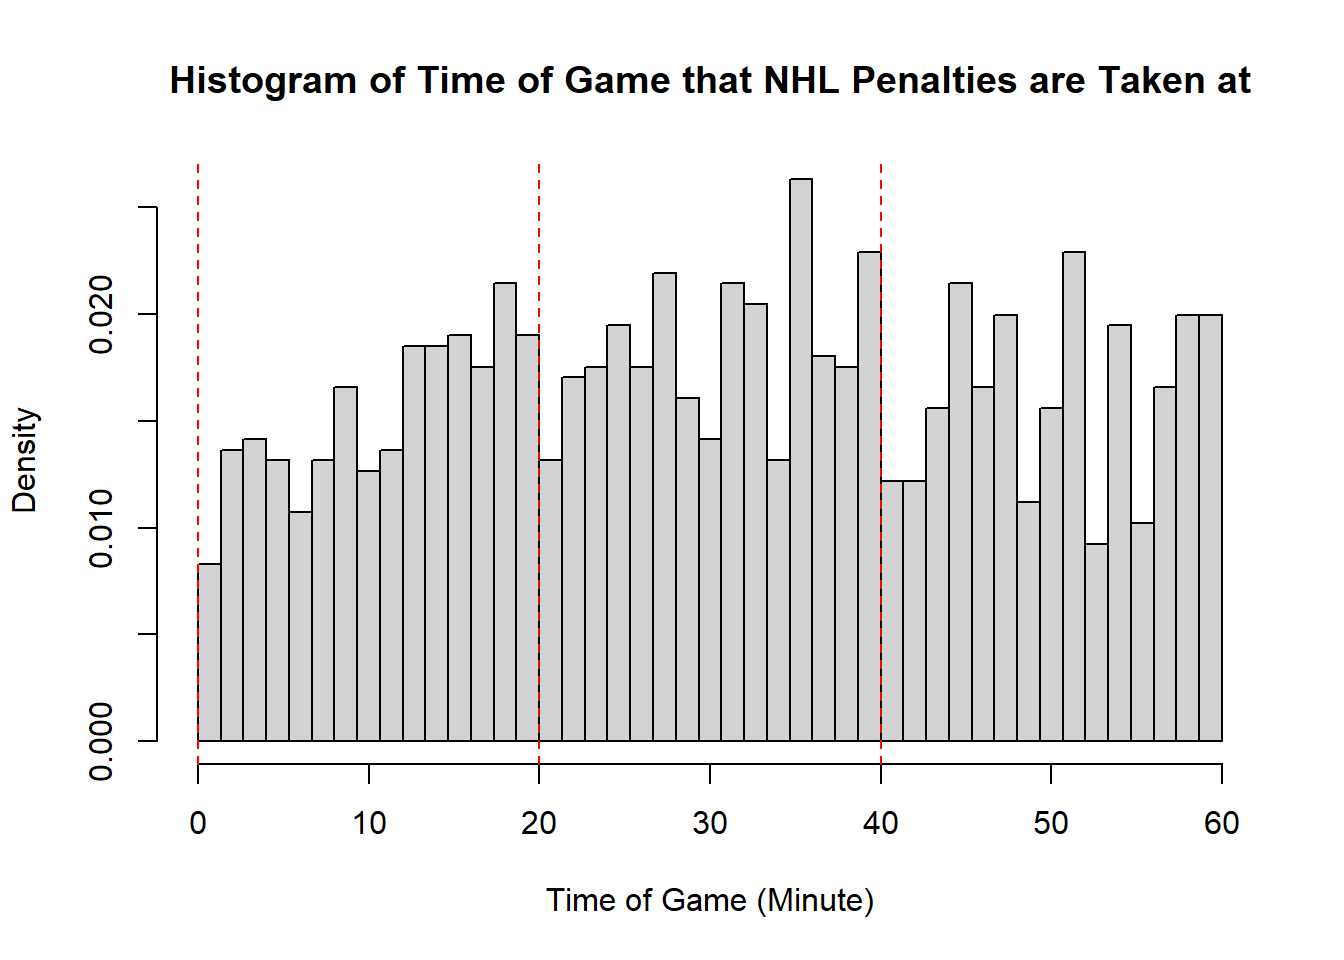 Histogram of Time of Game that NHL Penalties are Taken at
Density
0.020
0.010
0.000
0 10 20 30 40 50 60
Time of Game (Minute)